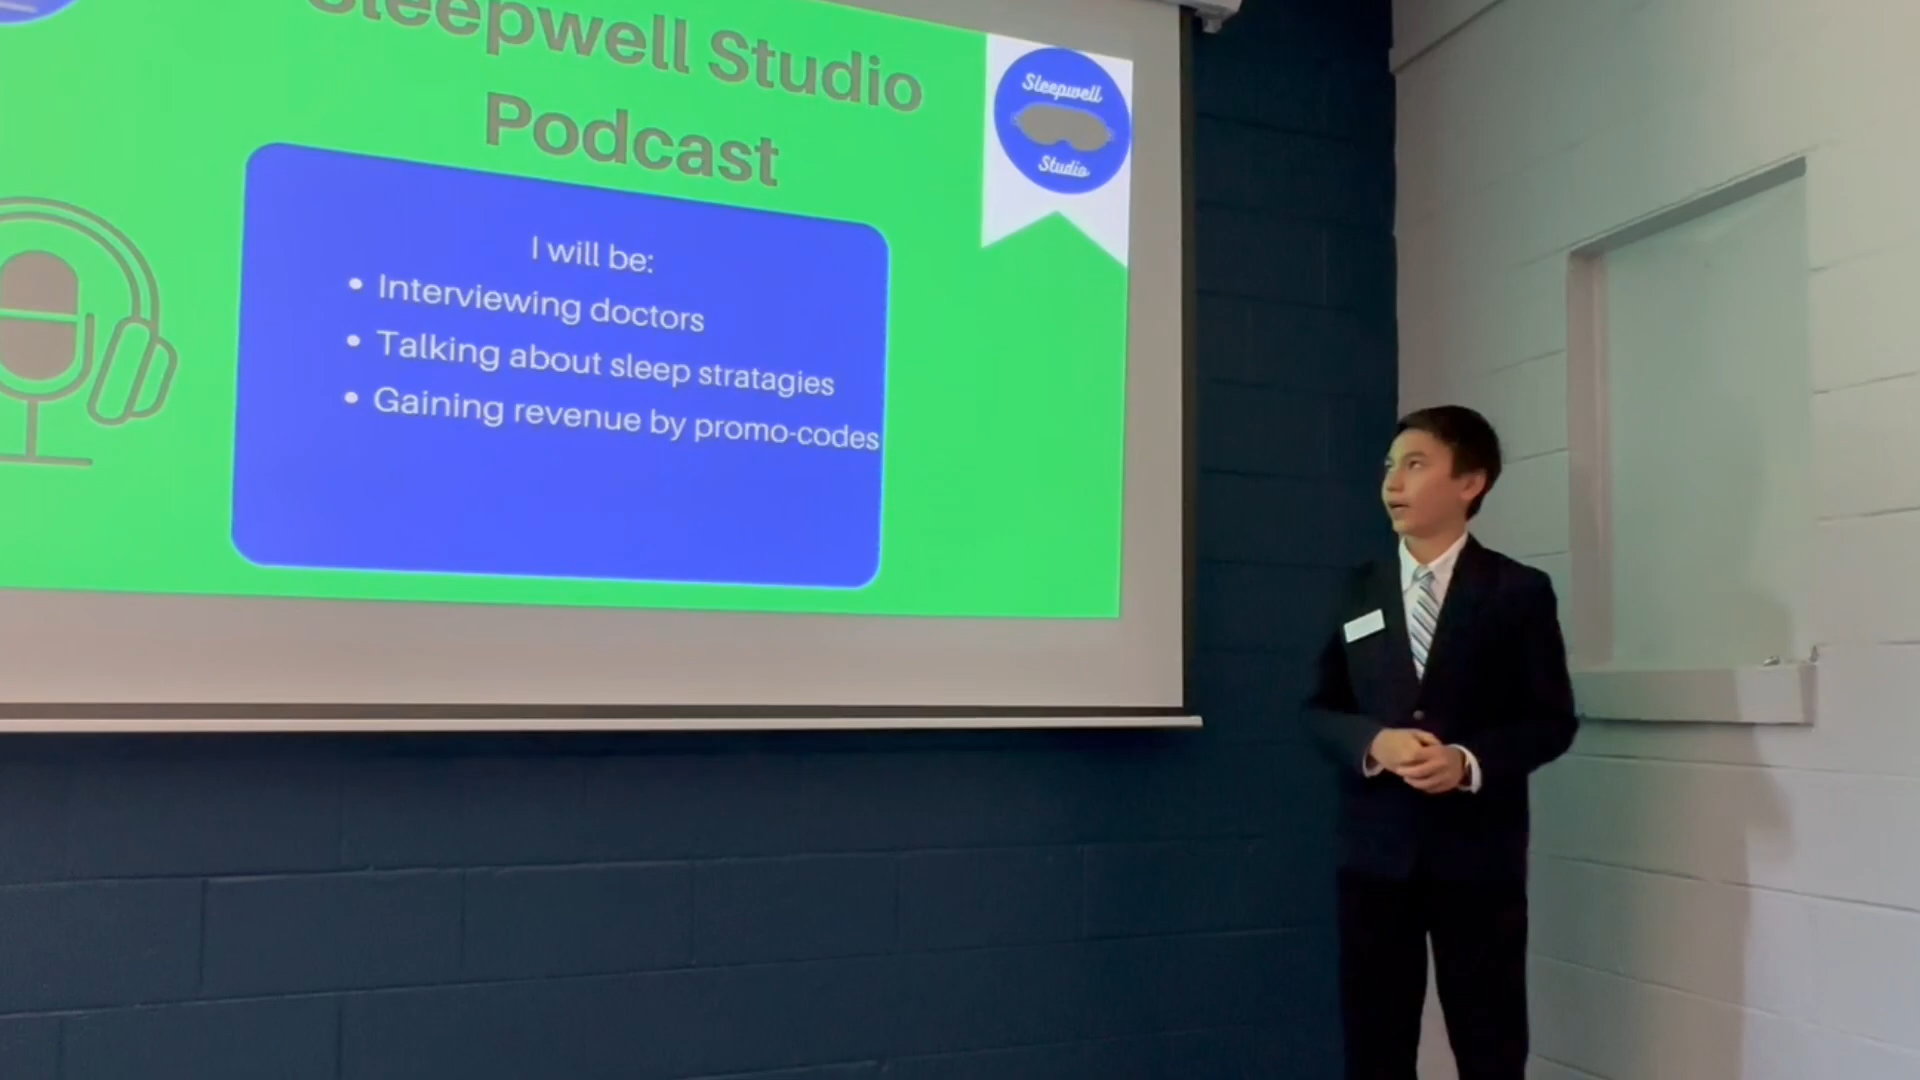 Sleepwell Studio
Podcast
Sleepwell
Studio
I will be:
• Interviewing doctors
• Talking about sleep stratagies
• Gaining revenue by promo-codes